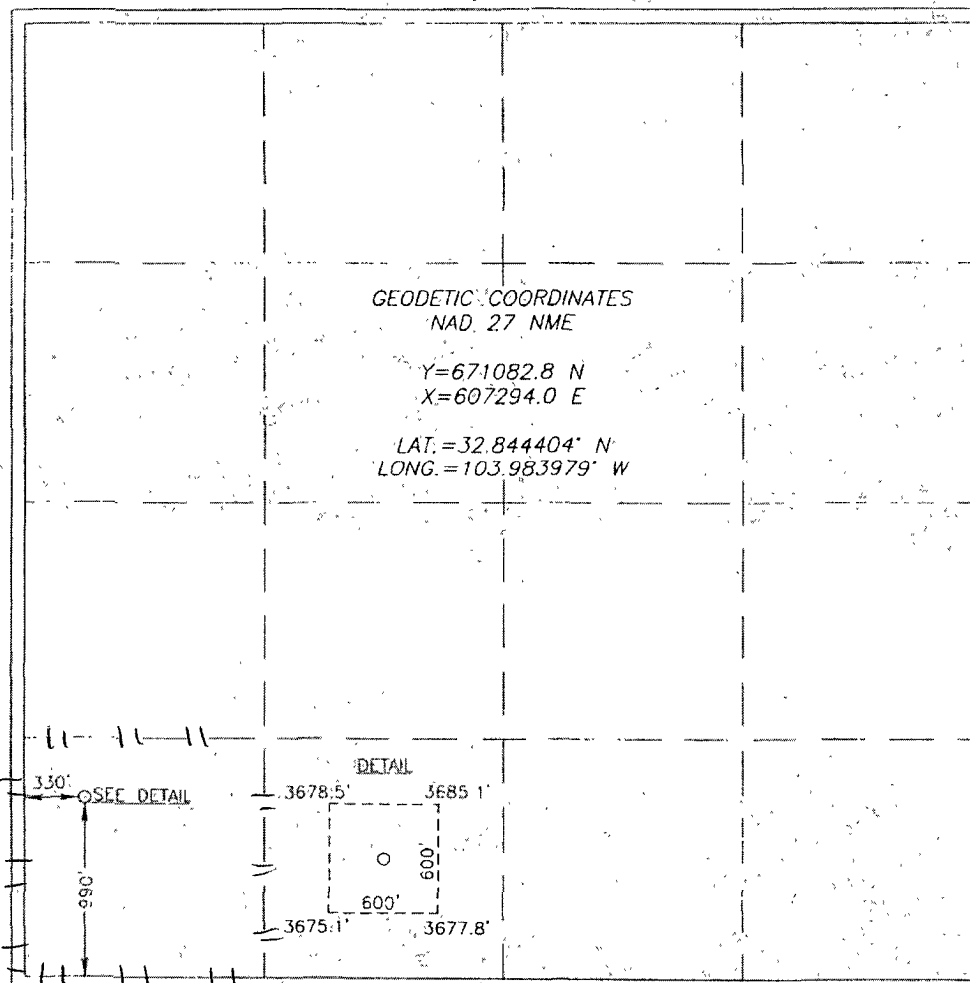 GEODETIC COORDINATES
NAD 27 NME
Y=671082.8 N
X=607294.0 E
LAT.=32.844404° N
LONG.=103.983979° W
DETAIL
330'
SEE DETAIL
3678.5'
3685.1'
990'
600'
600'
3675.1'
3677.8'